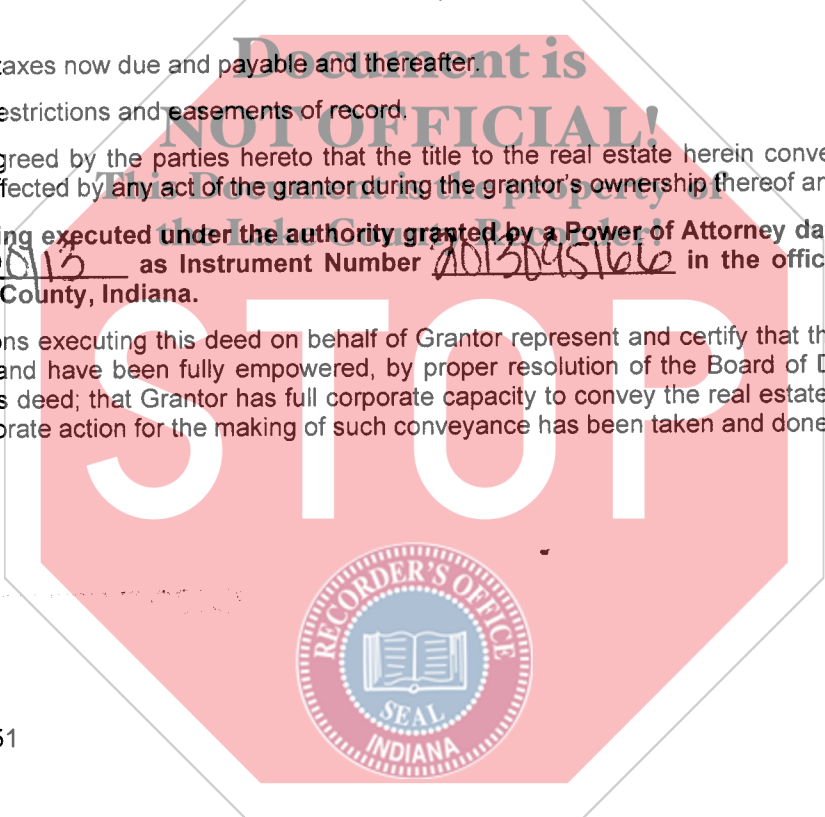 Document is
taxes now due and payable and thereafter.
estrictions and easements of record.
NOT OFFICIAL!
greed by the parties hereto that the title to the real estate herein conve
ffected by any act of the grantor during the grantor's ownership thereof an
This Document is the property of
the Lake County Recorder!
ing executed under the authority granted by a Power of Attorney da
013 as Instrument Number 2013095166 in the offic
County, Indiana.
ns executing this deed on behalf of Grantor represent and certify that th
and have been fully empowered, by proper resolution of the Board of D
s deed; that Grantor has full corporate capacity to convey the real estate
orate action for the making of such conveyance has been taken and done
STOP
RECORDER'S OFFICE
SEAL
INDIANA
51